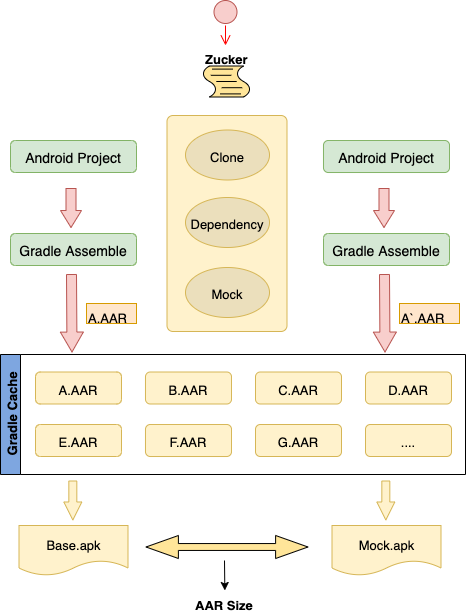 Zucker
Clone
Android Project
Android Project
Dependency
Gradle Assemble
Gradle Assemble
Mock
A.AAR
A`.AAR
Gradle Cache
A.AAR
B.AAR
C.AAR
D.AAR
E.AAR
F.AAR
G.AAR
....
Base.apk
Mock.apk
AAR Size